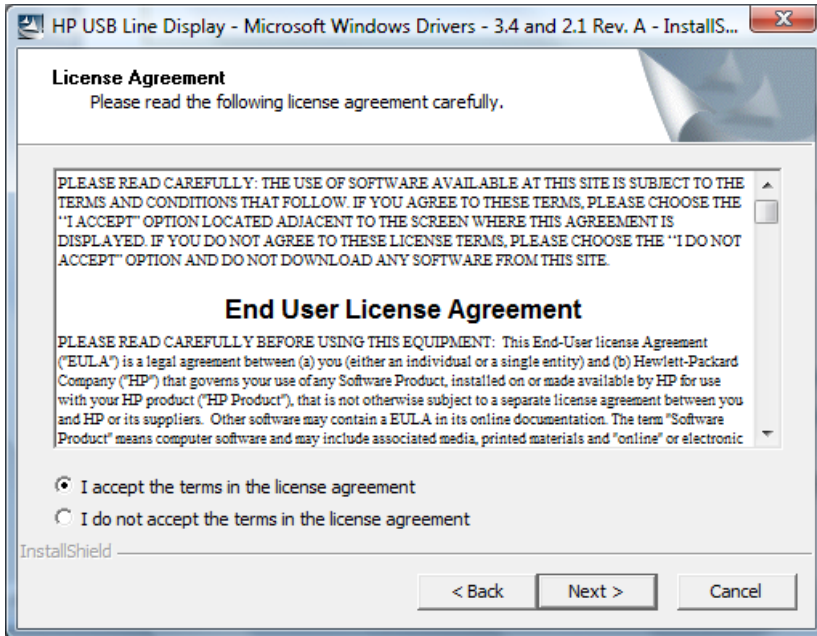 HP USB Line Display - Microsoft Windows Drivers - 3.4 and 2.1 Rev. A - InstallS...
License Agreement
Please read the following license agreement carefully.
PLEASE READ CAREFULLY: THE USE OF SOFTWARE AVAILABLE AT THIS SITE IS SUBJECT TO THE
TERMS AND CONDITIONS THAT FOLLOW. IF YOU AGREE TO THESE TERMS, PLEASE CHOOSE THE
‘‘I ACCEPT’’ OPTION LOCATED ADJACENT TO THE SCREEN WHERE THIS AGREEMENT IS
DISPLAYED. IF YOU DO NOT AGREE TO THESE LICENSE TERMS, PLEASE CHOOSE THE ‘‘I DO NOT
ACCEPT’’ OPTION AND DO NOT DOWNLOAD ANY SOFTWARE FROM THIS SITE.
End User License Agreement
PLEASE READ CAREFULLY BEFORE USING THIS EQUIPMENT: This End-User license Agreement
("EULA") is a legal agreement between (a) you (either an individual or a single entity) and (b) Hewlett-Packard
Company ("HP") that governs your use of any Software Product, installed on or made available by HP for use
with your HP product ("HP Product"), that is not otherwise subject to a separate license agreement between you
and HP or its suppliers. Other software may contain a EULA in its online documentation. The term "Software
Product" means computer software and may include associated media, printed materials and "online" or electronic
I accept the terms in the license agreement
I do not accept the terms in the license agreement
InstallShield
< Back Next > Cancel